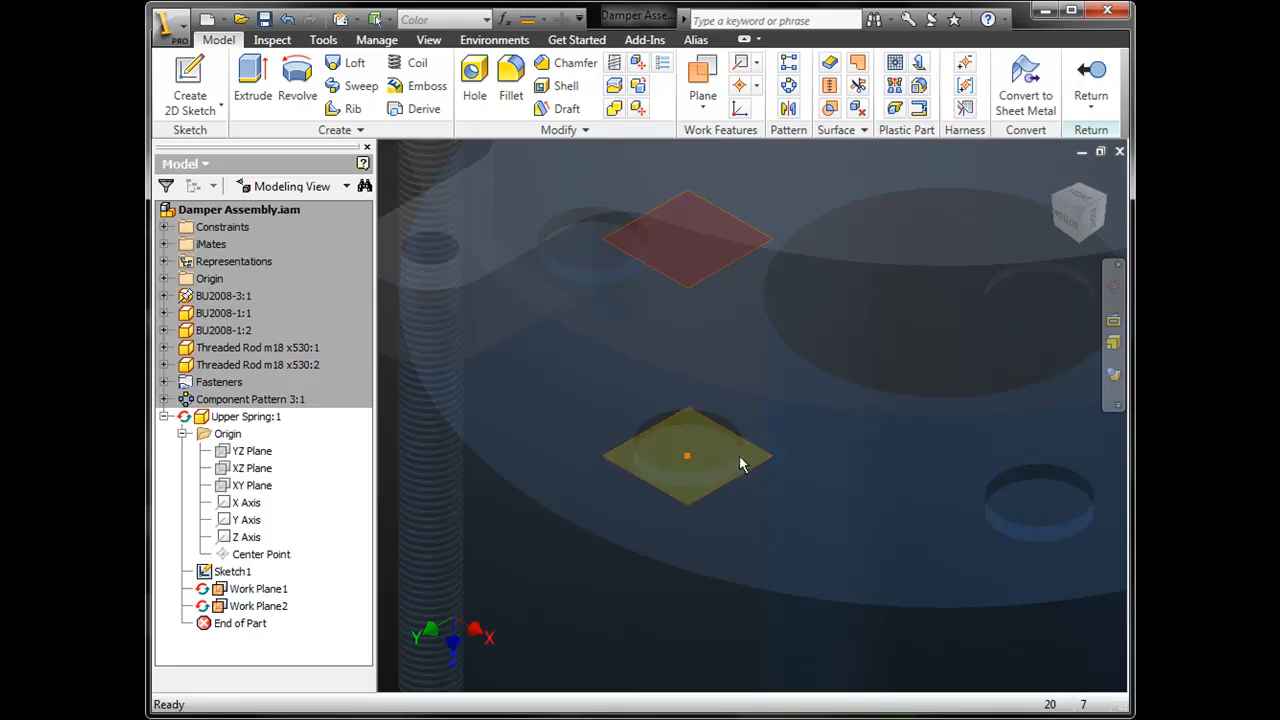 PRO
Color
Damper Asse...
Type a keyword or phrase
Model Inspect Tools Manage View Environments Get Started Add-Ins Alias
Create
2D Sketch
Extrude
Revolve
Loft
Sweep
Rib
Coil
Emboss
Derive
Hole
Fillet
Chamfer
Shell
Draft
Plane
Convert to
Sheet Metal
Return
Sketch Create Modify Work Features Pattern Surface Plastic Part Harness Convert Return
Model
Modeling View
Damper Assembly.iam
Constraints
iMates
Representations
Origin
BU2008-3:1
BU2008-1:1
BU2008-1:2
Threaded Rod m18 x530:1
Threaded Rod m18 x530:2
Fasteners
Component Pattern 3:1
Upper Spring:1
Origin
YZ Plane
XZ Plane
XY Plane
X Axis
Y Axis
Z Axis
Center Point
Sketch1
Work Plane1
Work Plane2
End of Part
FRONT
Y X
Z
Ready 20 7